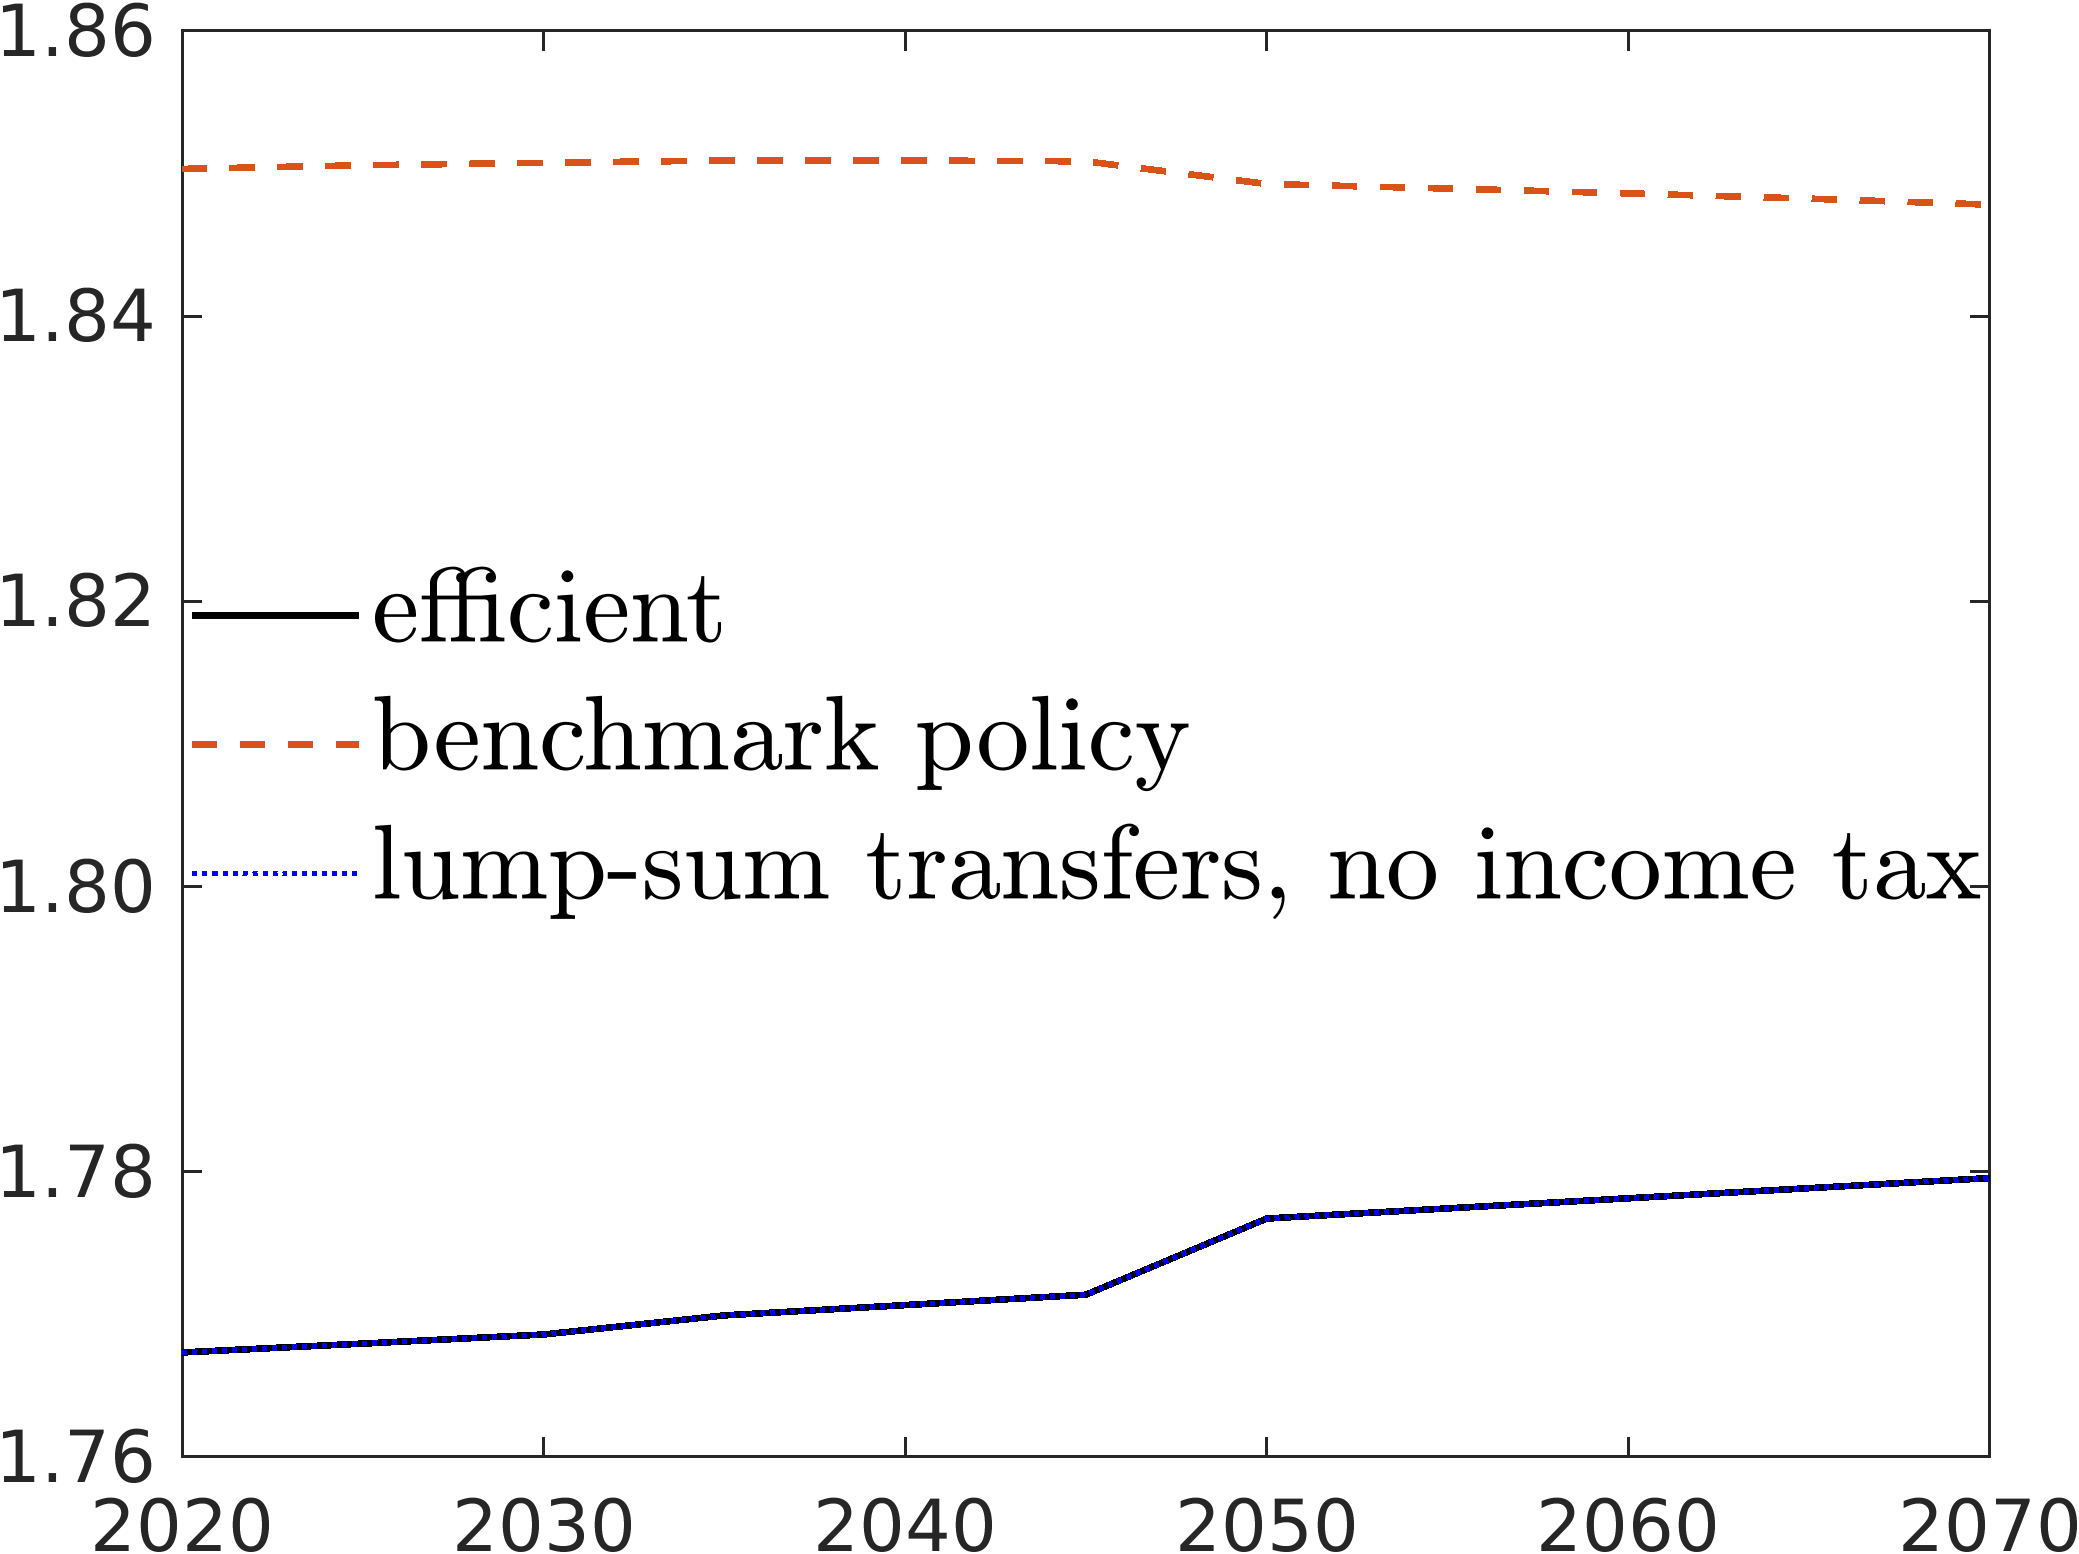 1.86
1.84
1.82
efficient
benchmark policy
lump-sum transfers, no income tax
1.80
1.78
1.76
2020 2030 2040 2050 2060 2070